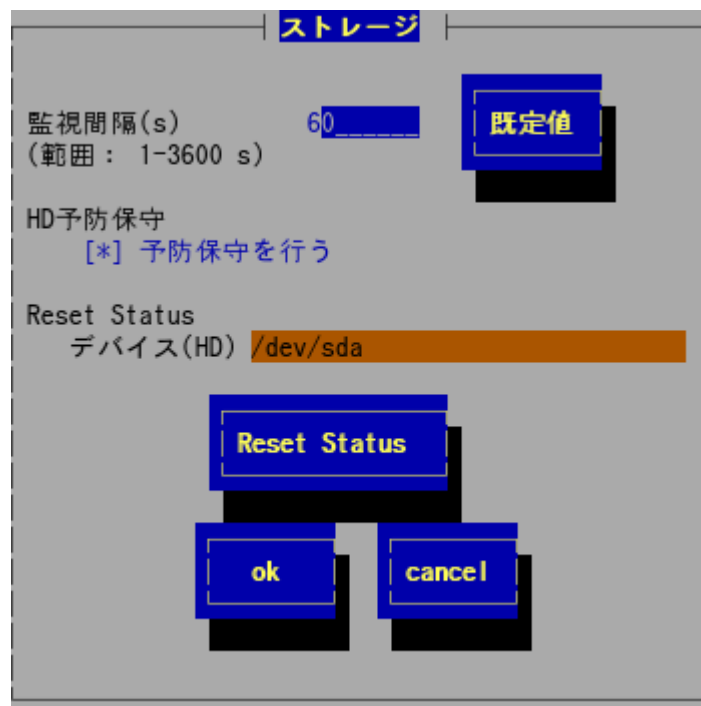 ストレージ
監視間隔(s) 60______ 既定値
(範囲： 1-3600 s)
HD予防保守
[*] 予防保守を行う
Reset Status
デバイス(HD) /dev/sda
Reset Status
ok cancel